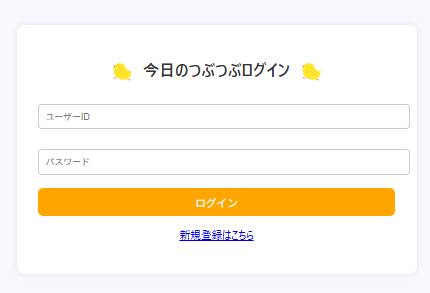 今日のつぶつぶログイン
ユーザーID
パスワード
ログイン
新規登録はこちら